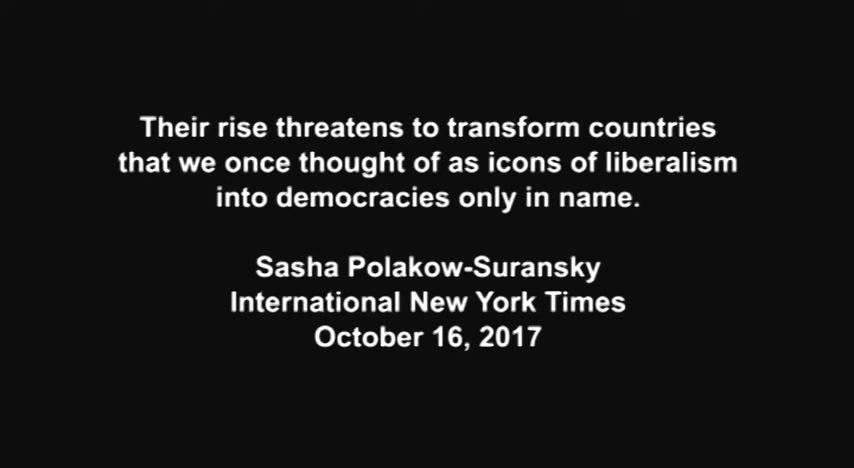 Their rise threatens to transform countries
that we once thought of as icons of liberalism
into democracies only in name.
Sasha Polakow-Suransky
International New York Times
October 16, 2017